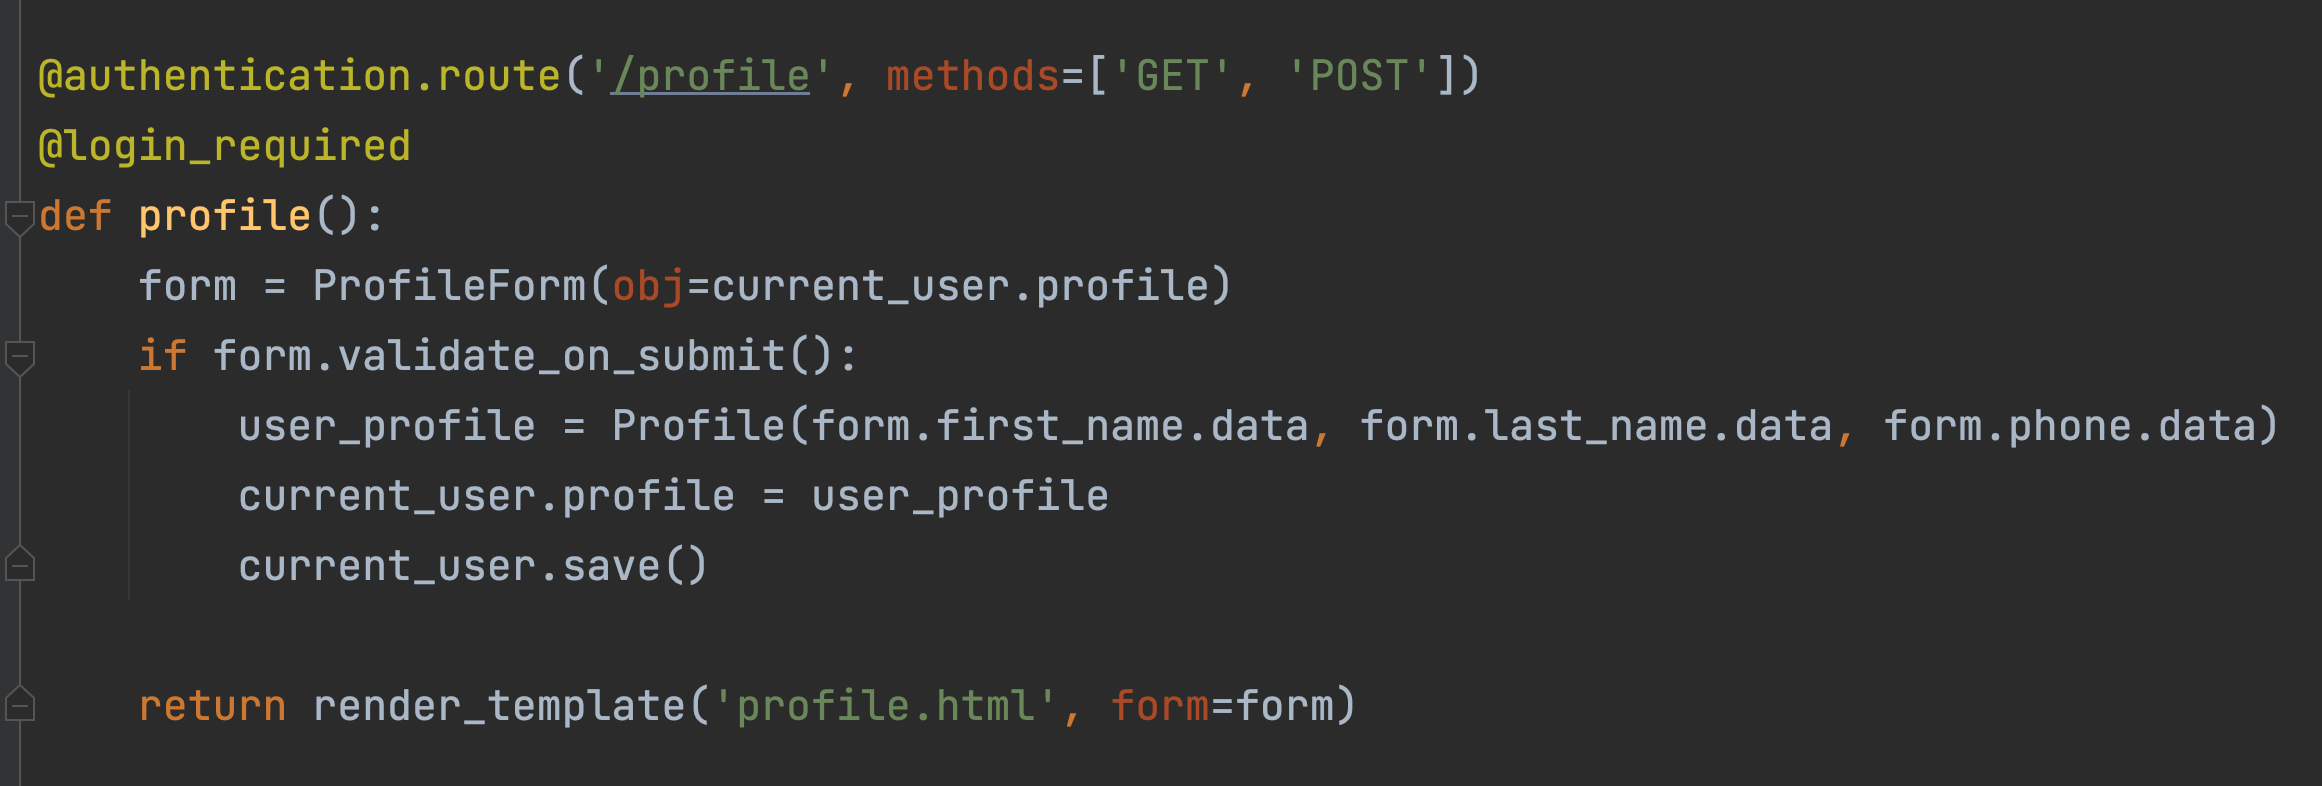 @authentication.route('/profile', methods=['GET', 'POST'])
@login_required
def profile():
    form = ProfileForm(obj=current_user.profile)
    if form.validate_on_submit():
        user_profile = Profile(form.first_name.data, form.last_name.data, form.phone.data)
        current_user.profile = user_profile
        current_user.save()
    return render_template('profile.html', form=form)